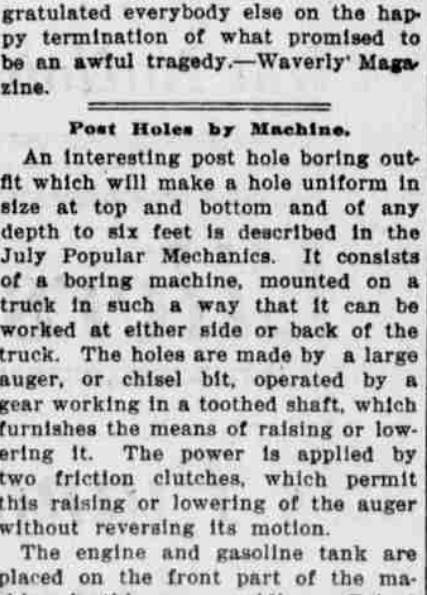 gratulated everybody else on the hap-
py termination of what promised to
be an awful tragedy.—Waverly' Maga-
zine.
Post Holes by Machine.
An interesting post hole boring out-
fit which will make a hole uniform in
size at top and bottom and of any
depth to six feet is described in the
July Popular Mechanics. It consists
of a boring machine, mounted on a
truck in such a way that it can be
worked at either side or back of the
truck. The holes are made by a large
auger, or chisel bit, operated by a
gear working in a toothed shaft, which
furnishes the means of raising or low-
ering it. The power is applied by
two friction clutches, which permit
this raising or lowering of the auger
without reversing its motion.
The engine and gasoline tank are
placed on the front part of the ma-